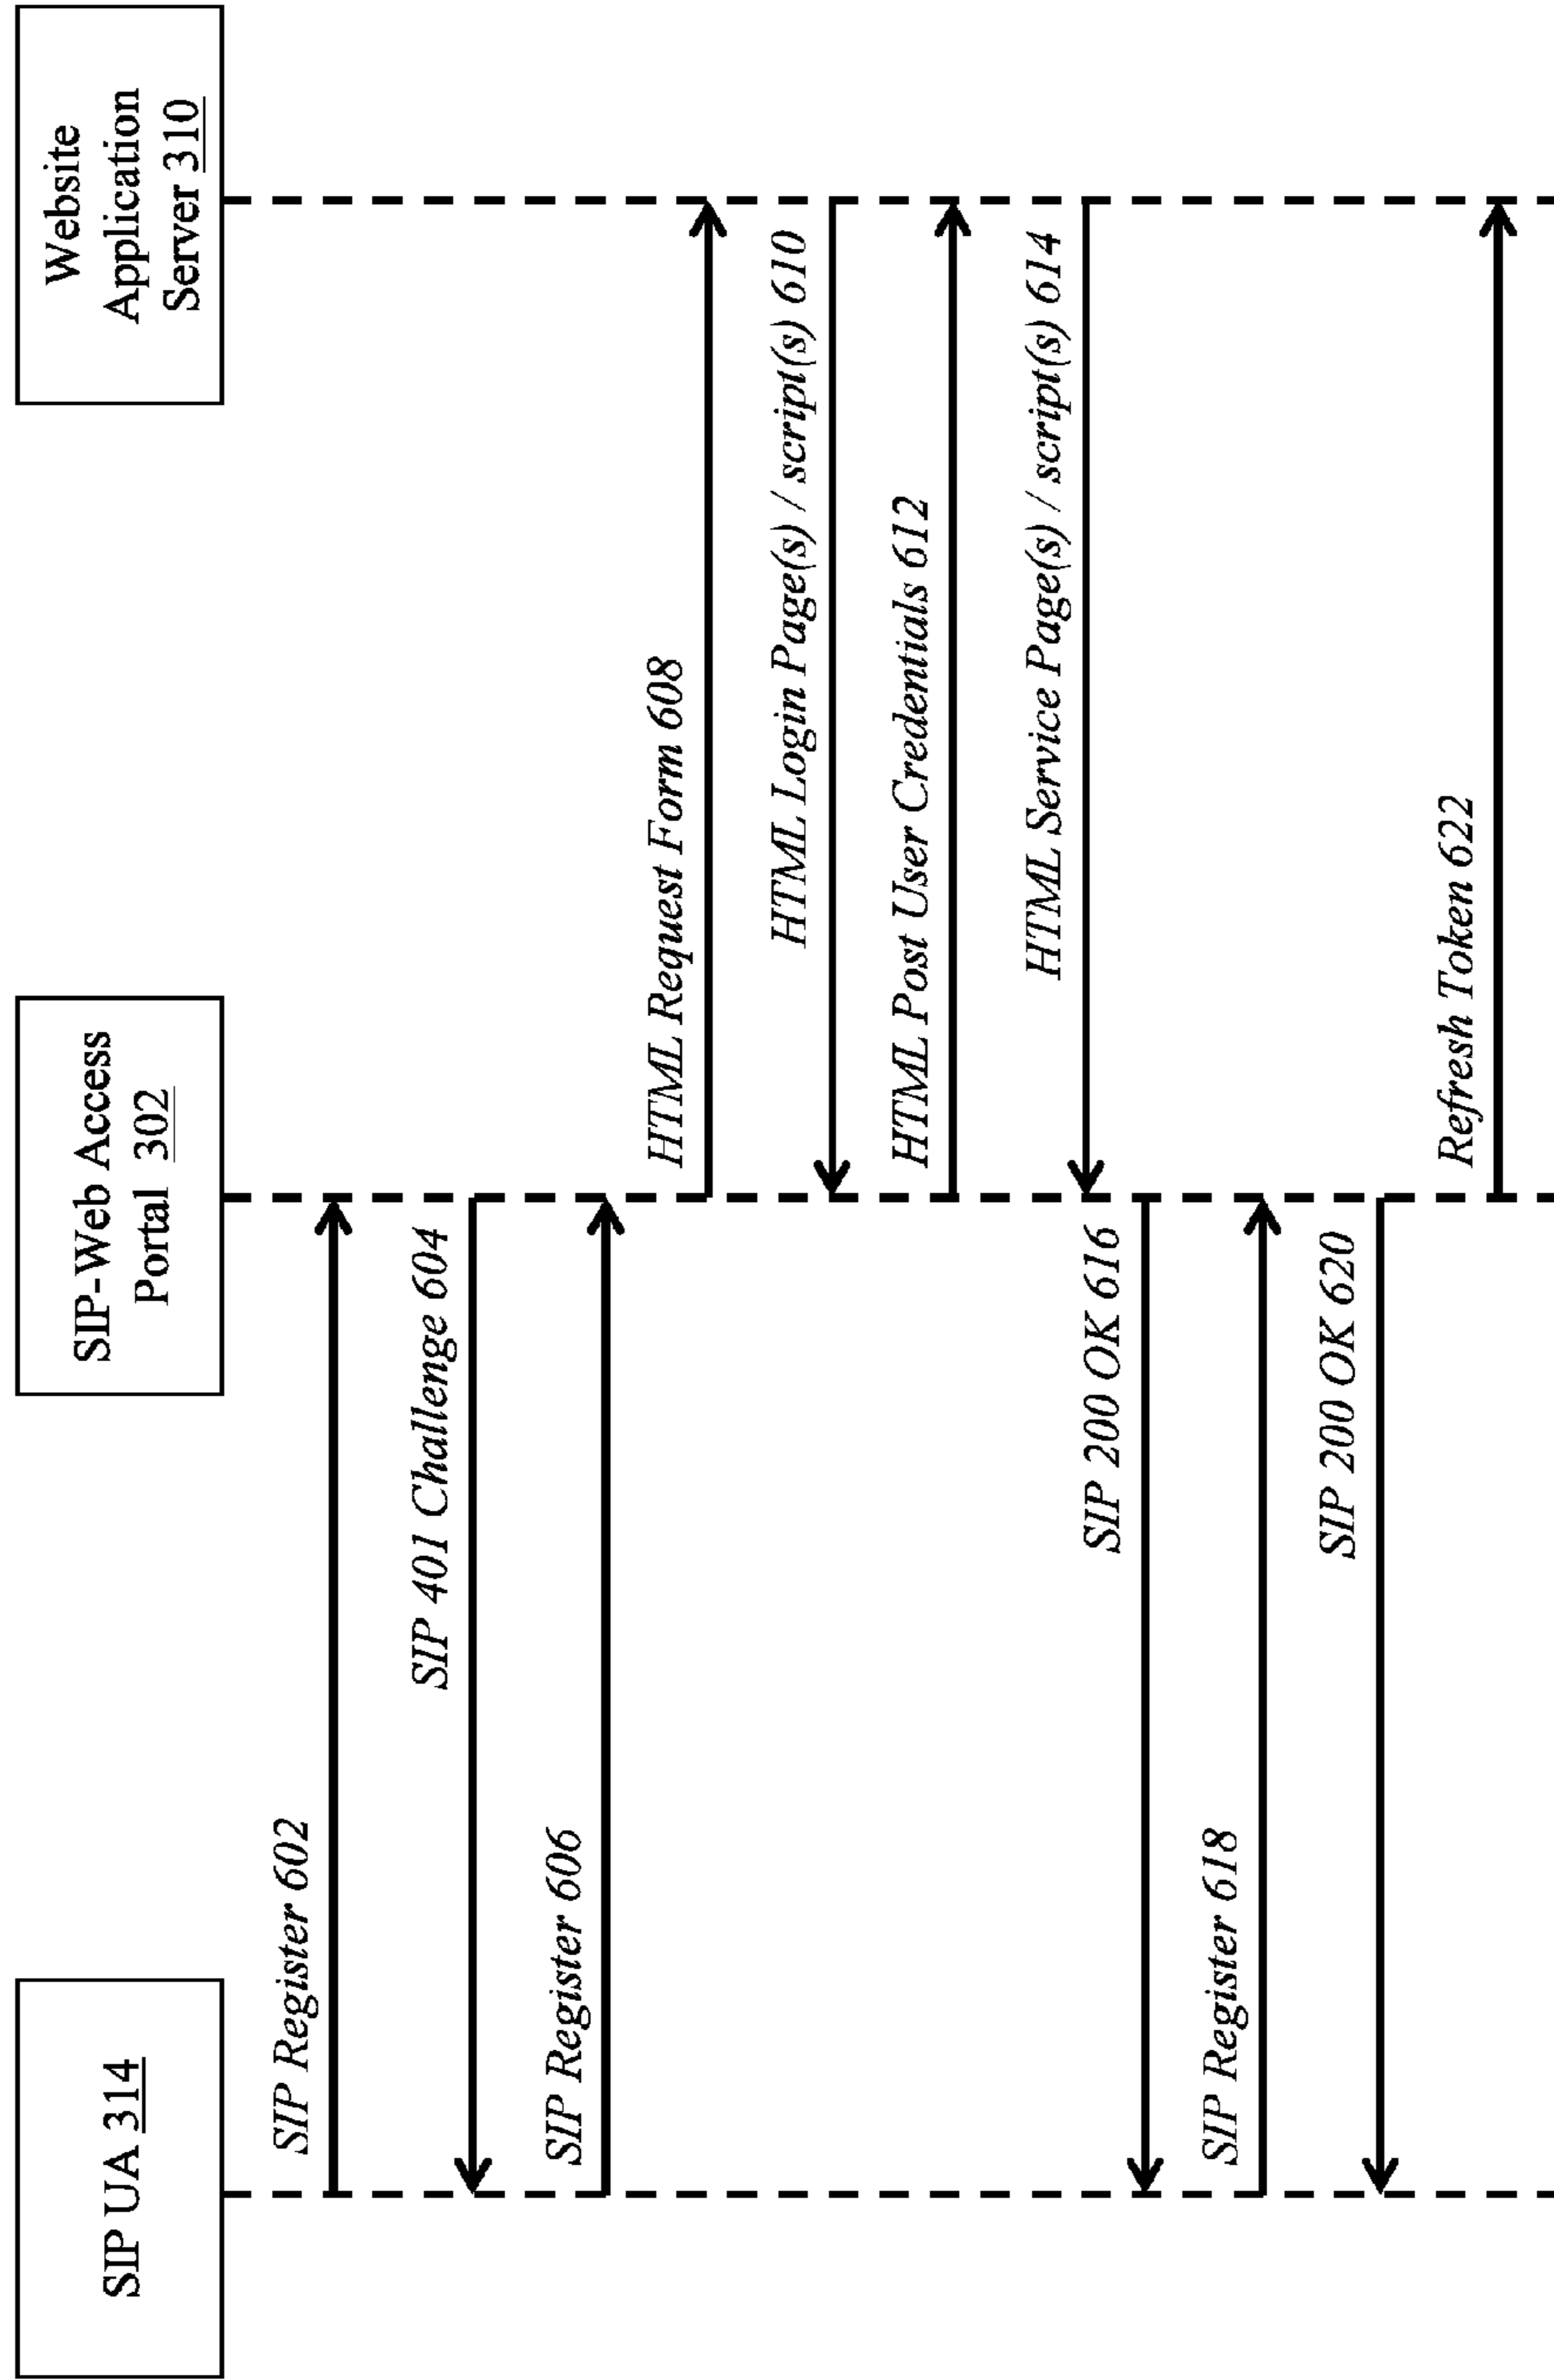 SIP UA 314
SIP-Web Access
Portal 302
Website
Application
Server 310
SIP Register 602
SIP 401 Challenge 604
SIP Register 606
HTML Request Form 608
HTML Login Page(s) / script(s) 610
HTML Post User Credentials 612
HTML Service Page(s) / script(s) 614
SIP 200 OK 616
SIP Register 618
SIP 200 OK 620
Refresh Token 622